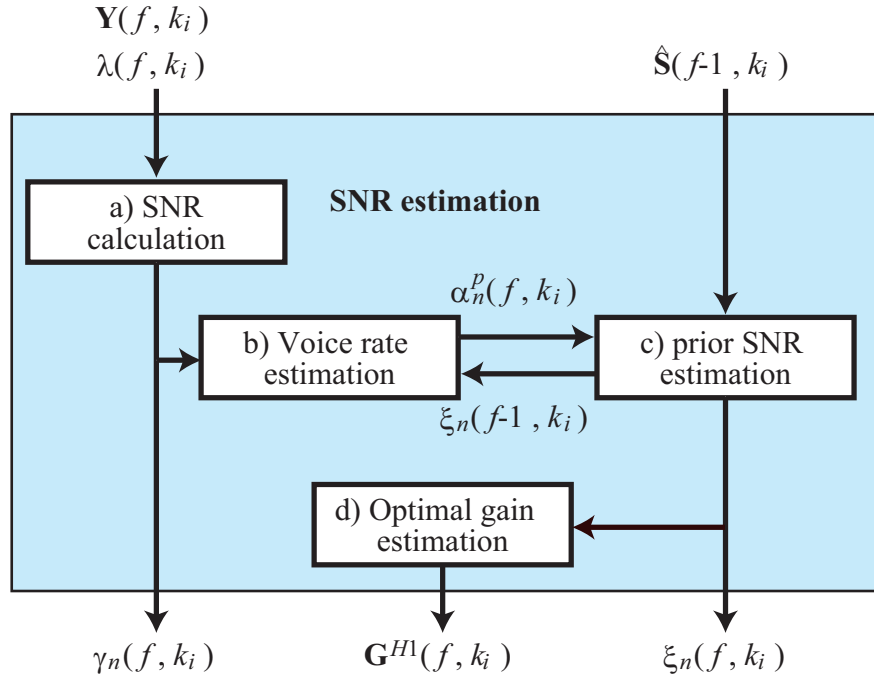 Y(f, kᵢ)
λ(f, kᵢ)
Ŝ(f-1, kᵢ)
a) SNR
calculation
SNR estimation
αₙᵖ(f, kᵢ)
b) Voice rate
estimation
c) prior SNR
estimation
ξₙ(f-1, kᵢ)
d) Optimal gain
estimation
γₙ(f, kᵢ)
Gᴴ¹(f, kᵢ)
ξₙ(f, kᵢ)